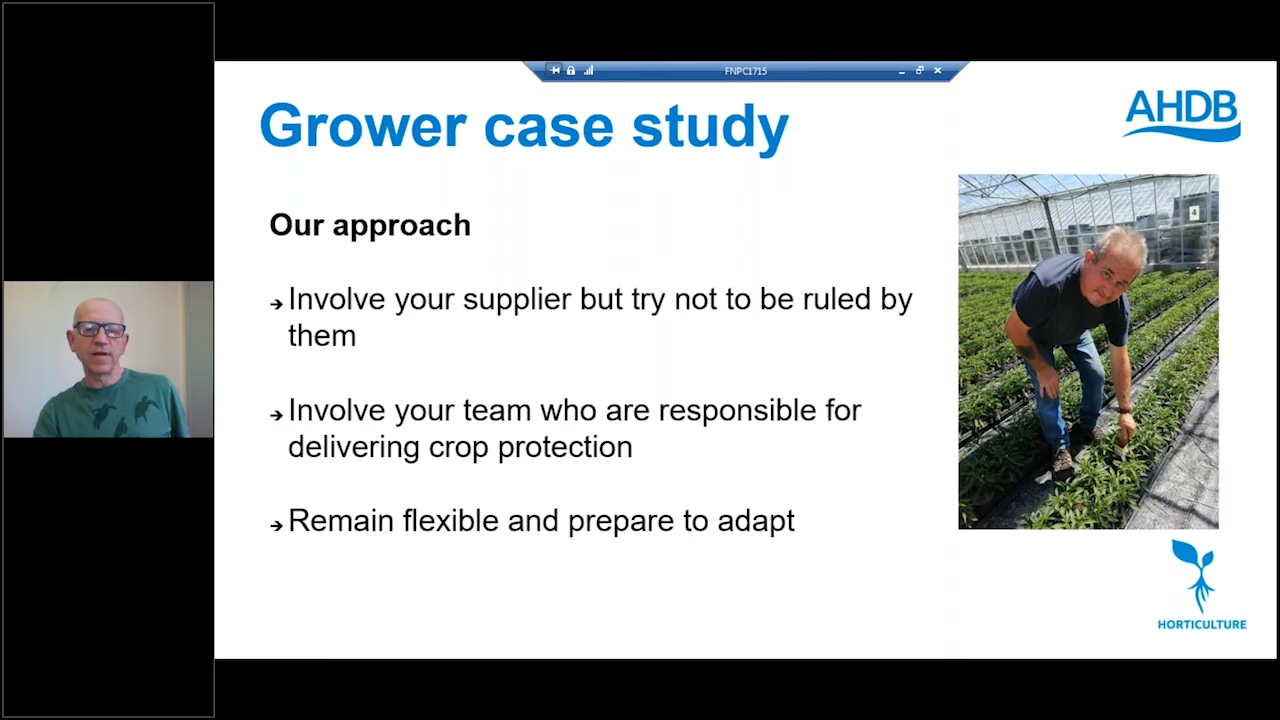 FNPC1715
Grower case study
AHDB
Our approach
4
➔ Involve your supplier but try not to be ruled by
them
➔ Involve your team who are responsible for
delivering crop protection
➔ Remain flexible and prepare to adapt
HORTICULTURE